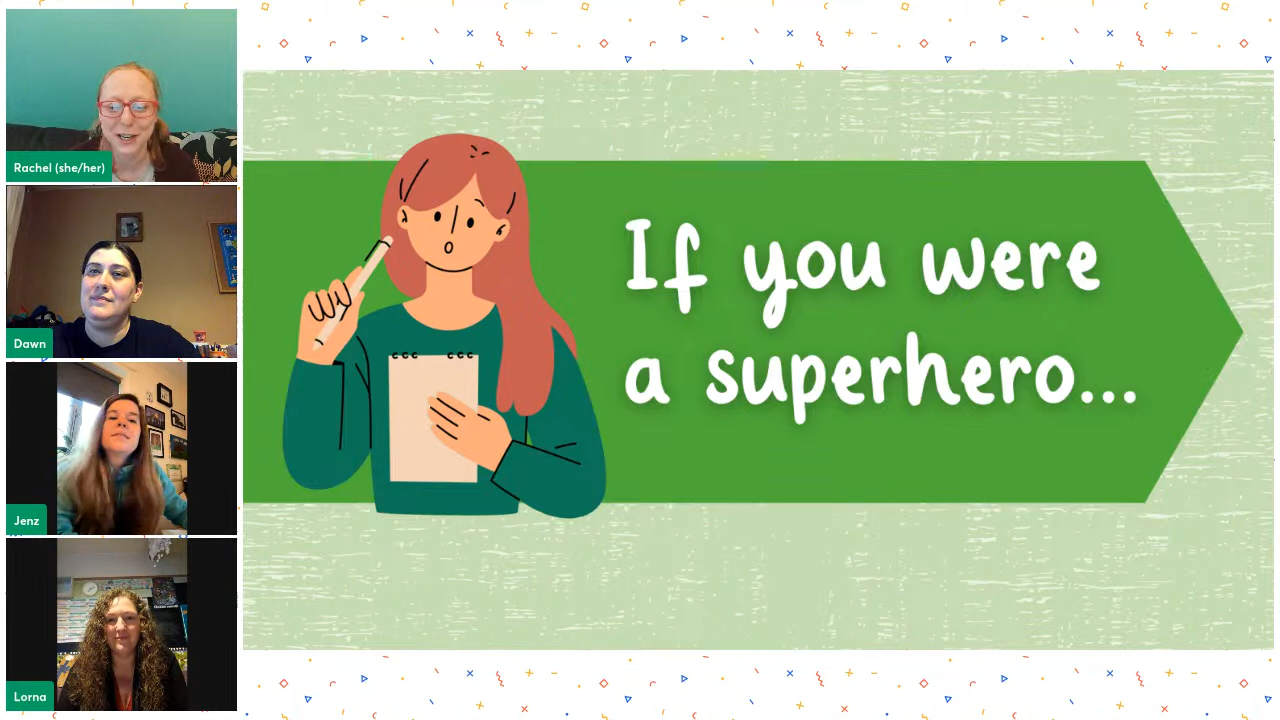 Rachel (she/her)
Dawn
Jenz
Lorna
If you were
a superhero...